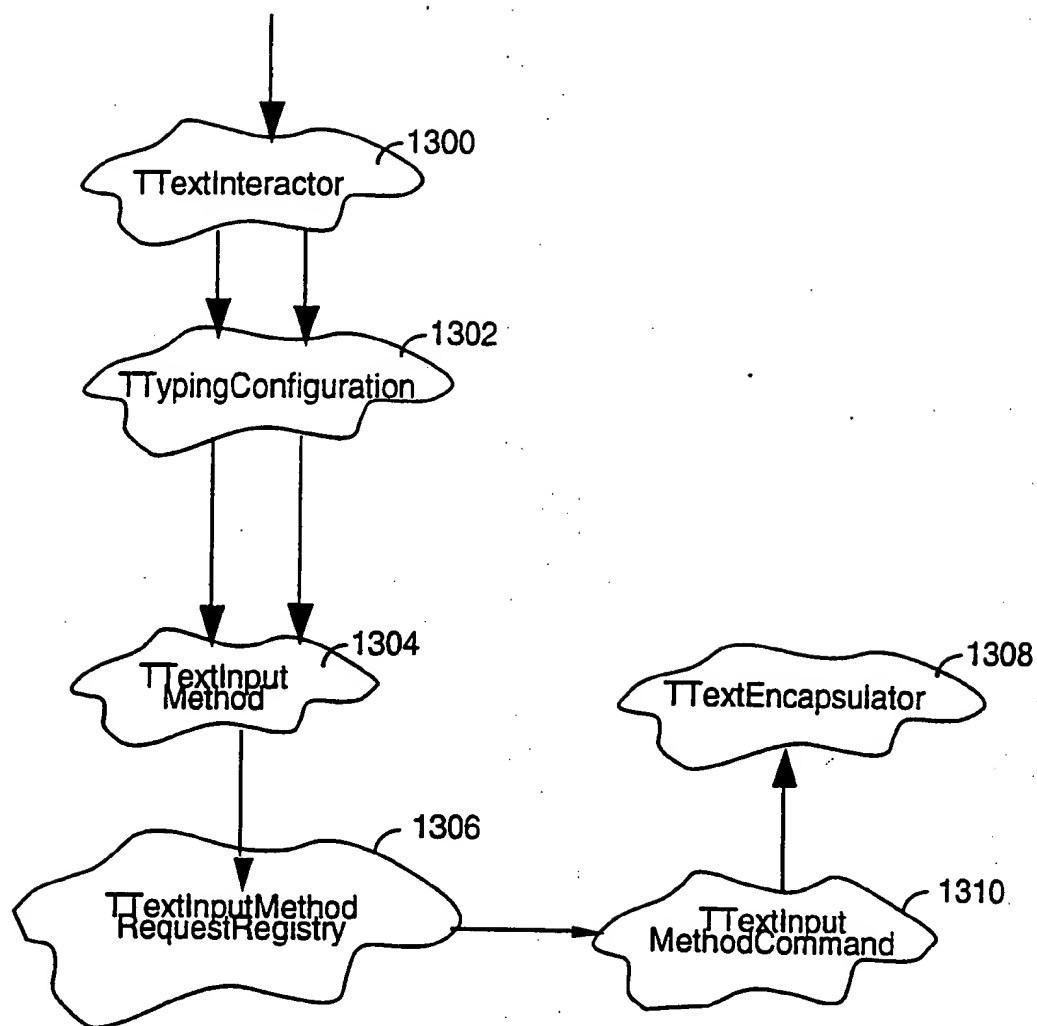 1300
TTextInteractor
1302
TTypingConfiguration
1304
TTextInput
Method
1308
TTextEncapsulator
1306
TTextInputMethod
RequestRegistry
1310
TTextInput
MethodCommand